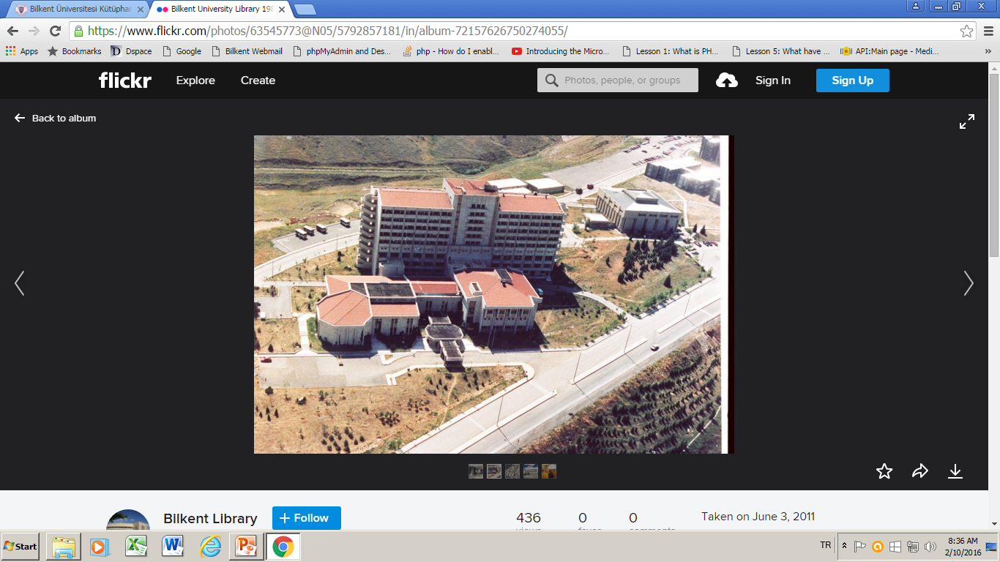 Bilkent Üniversitesi Kütüphan
Bilkent University Library 198
https://www.flickr.com/photos/63545773@N05/5792857181/in/album-72157626750274055/
Apps Bookmarks Dspace Google Bilkent Webmail phpMyAdmin and Des... php - How do I enabl... Introducing the Micro... Lesson 1: What is PH... Lesson 5: What have ... API:Main page - Medi... »
flickr Explore Create Photos, people, or groups Sign In Sign Up
Back to album
Bilkent Library + Follow 436 0 0 Taken on June 3, 2011
views faves comments
Start TR 8:36 AM
2/10/2016